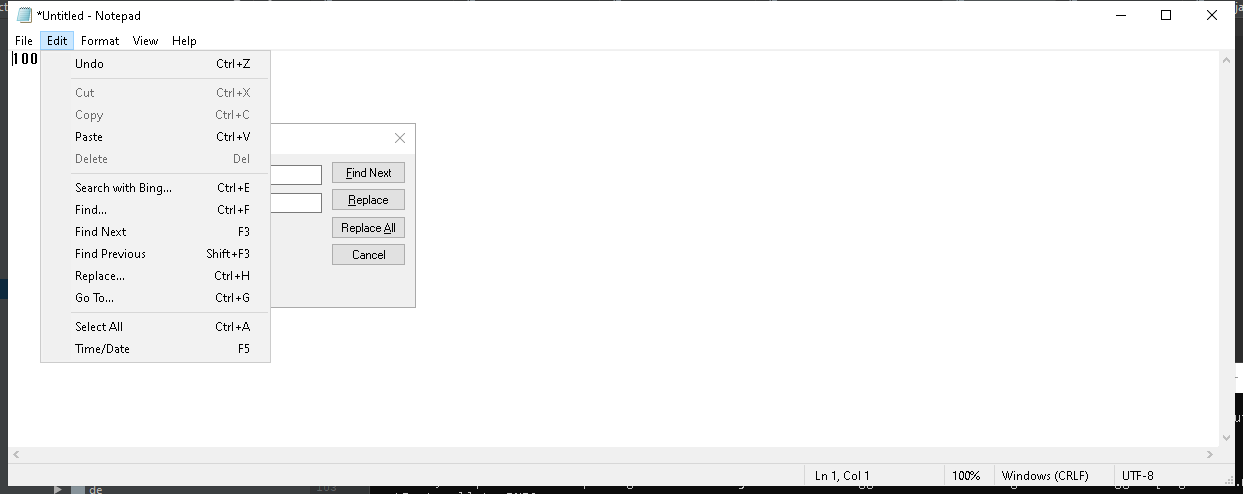 *Untitled - Notepad
File Edit Format View Help
100
Undo Ctrl+Z
Cut Ctrl+X
Copy Ctrl+C
Paste Ctrl+V
Delete Del
Search with Bing... Ctrl+E
Find... Ctrl+F
Find Next F3
Find Previous Shift+F3
Replace... Ctrl+H
Go To... Ctrl+G
Select All Ctrl+A
Time/Date F5
Find Next
Replace
Replace All
Cancel
Ln 1, Col 1 100% Windows (CRLF) UTF-8
de